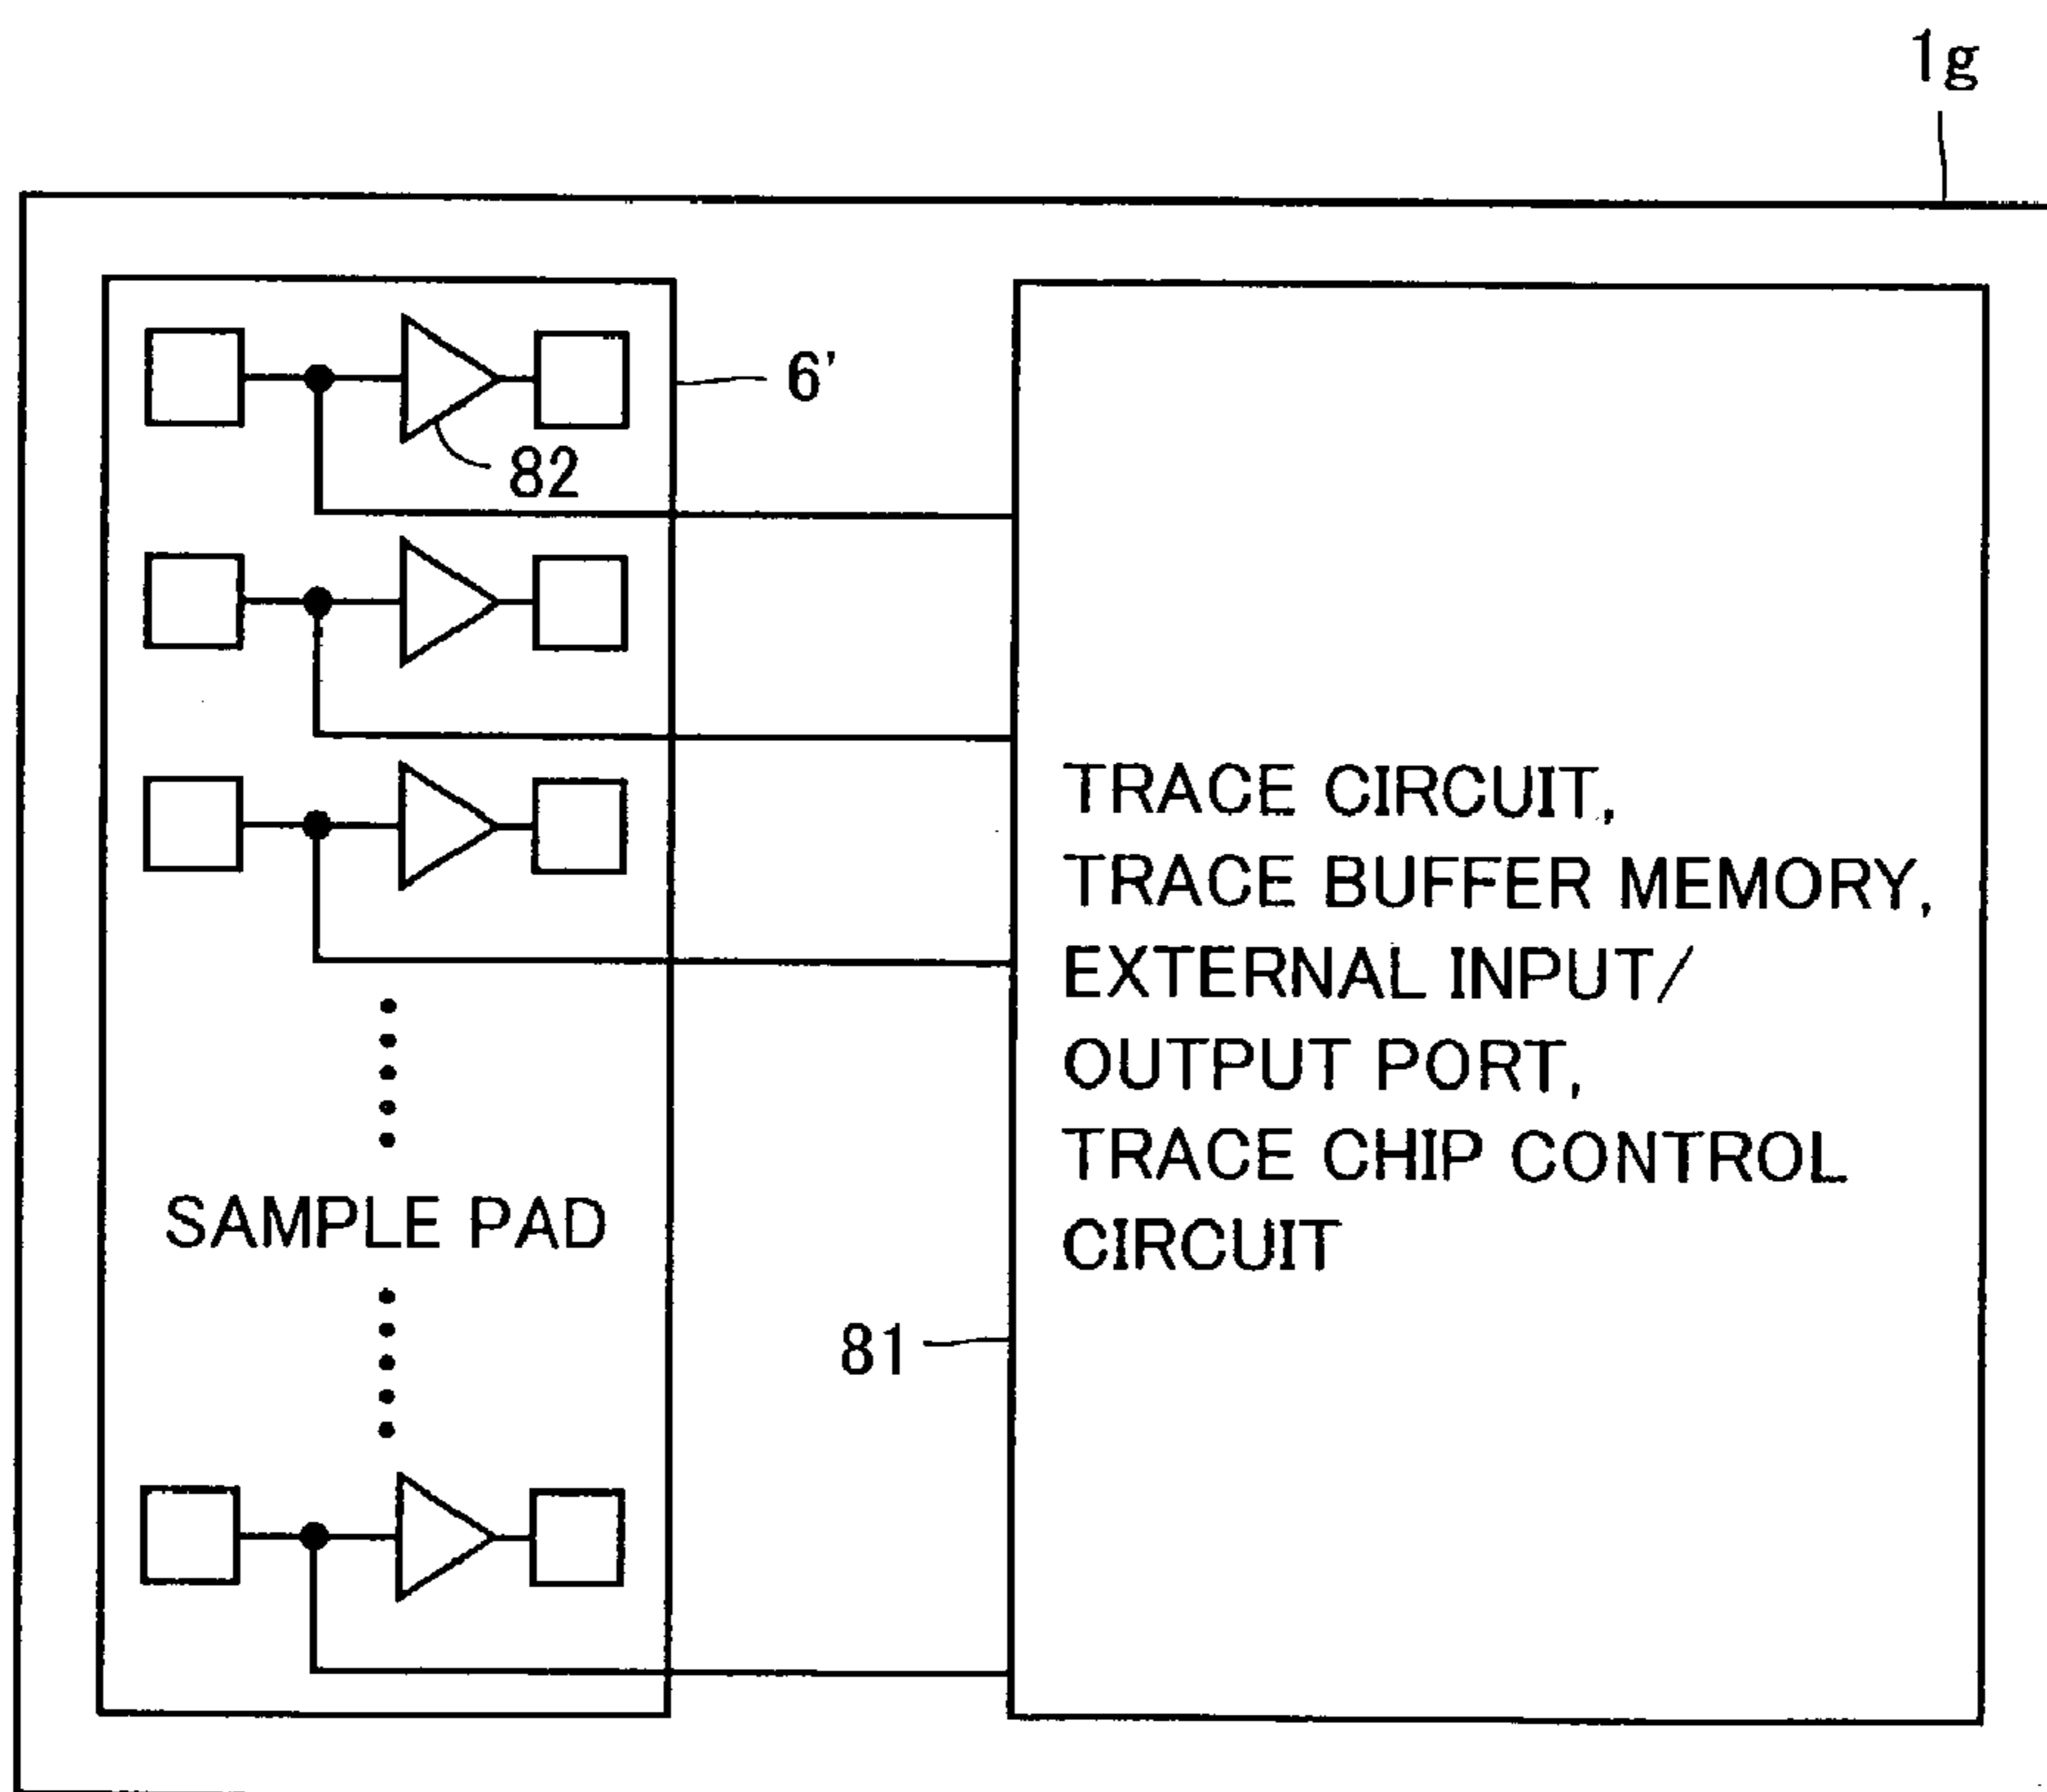 1g
6'
82
TRACE CIRCUIT,
TRACE BUFFER MEMORY,
EXTERNAL INPUT/
OUTPUT PORT,
TRACE CHIP CONTROL
CIRCUIT
SAMPLE PAD
81